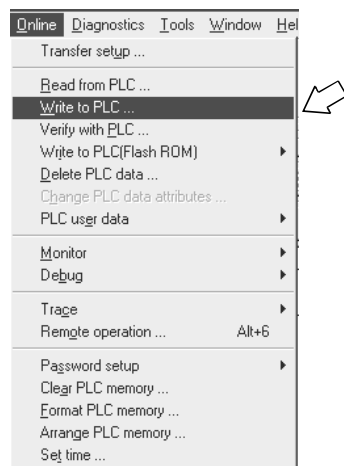 Online Diagnostics Tools Window Hel
Transfer setup ...
Read from PLC ...
Write to PLC ...
Verify with PLC ...
Write to PLC(Flash ROM)
Delete PLC data ...
Change PLC data attributes ...
PLC user data
Monitor
Debug
Trace
Remote operation ... Alt+6
Password setup
Clear PLC memory ...
Format PLC memory ...
Arrange PLC memory ...
Set time ...